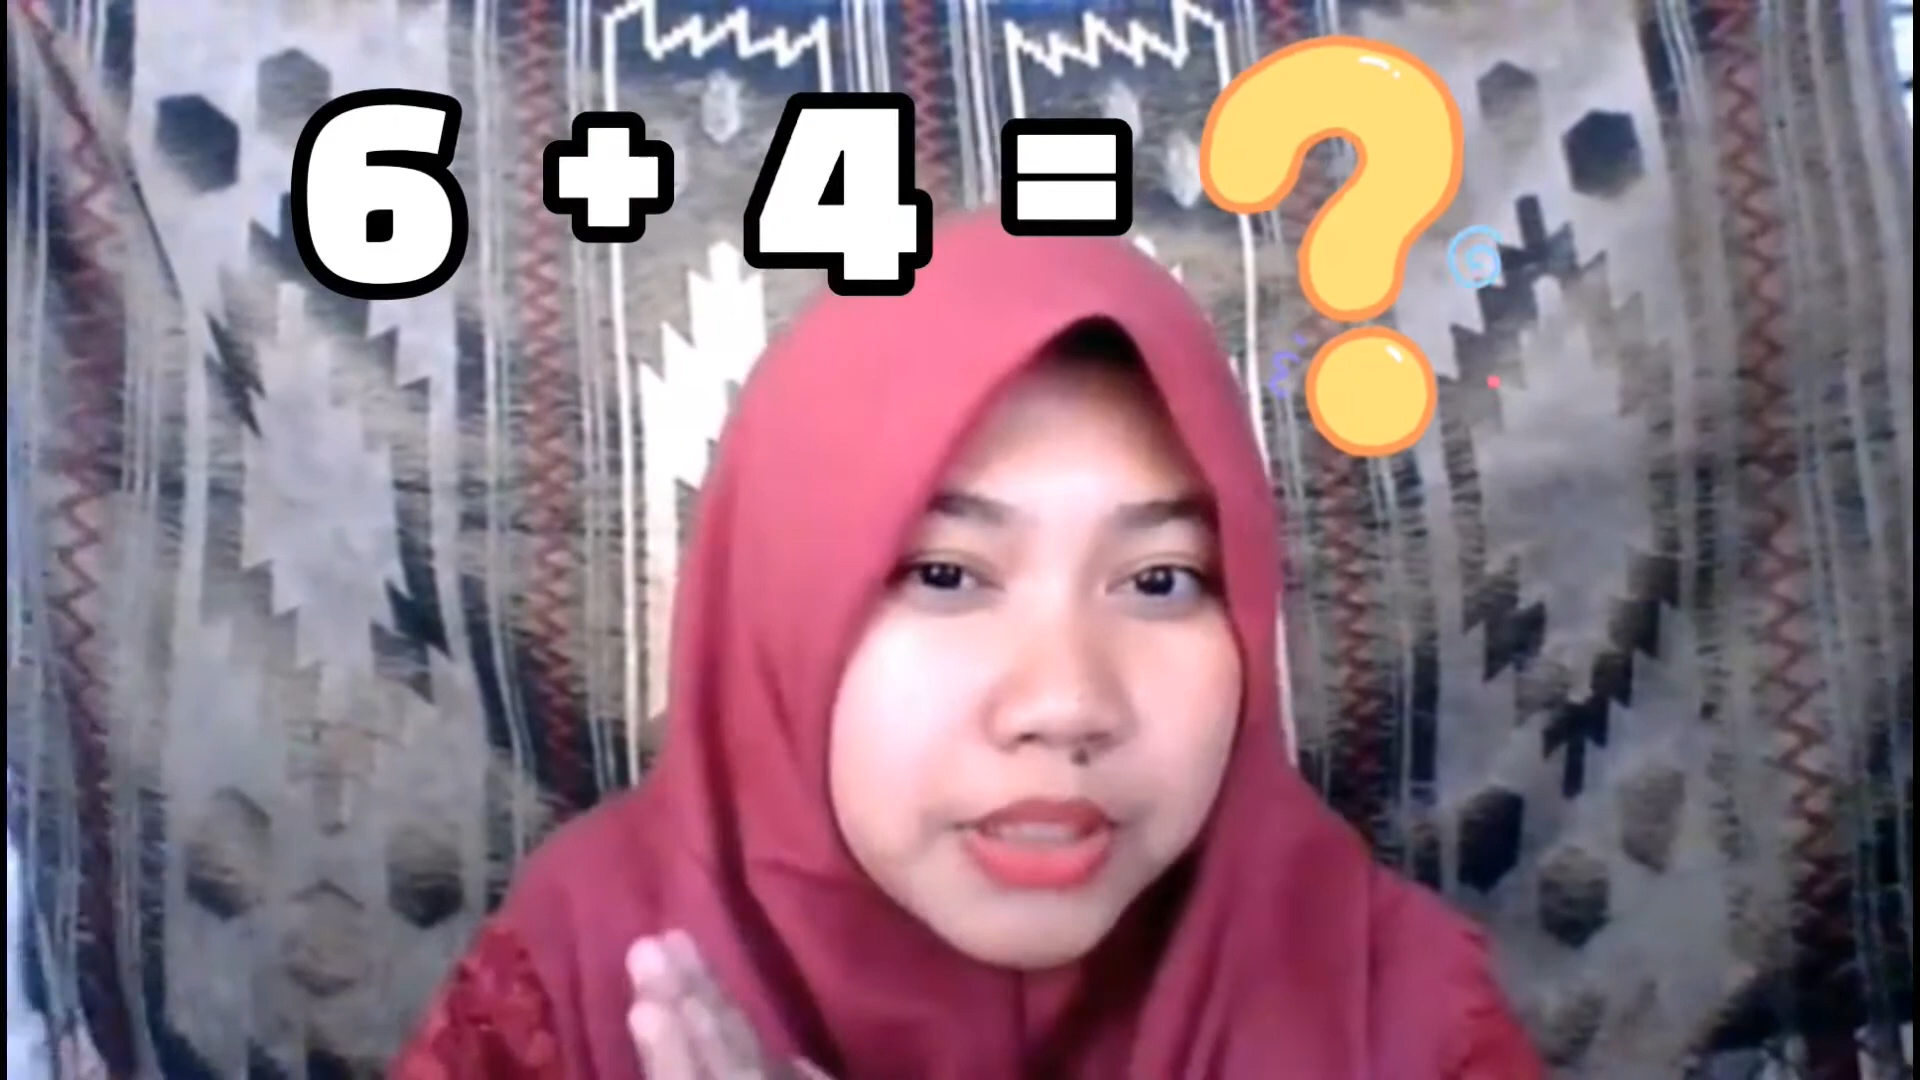 6 + 4 = ?